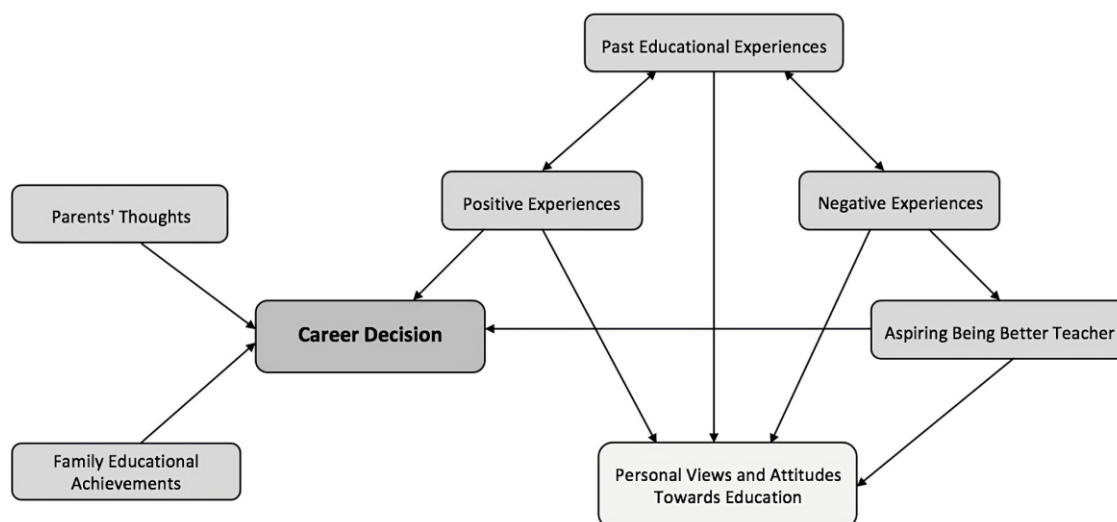 Past Educational Experiences
Positive Experiences
Negative Experiences
Parents' Thoughts
Career Decision
Aspiring Being Better Teacher
Family Educational
Achievements
Personal Views and Attitudes
Towards Education